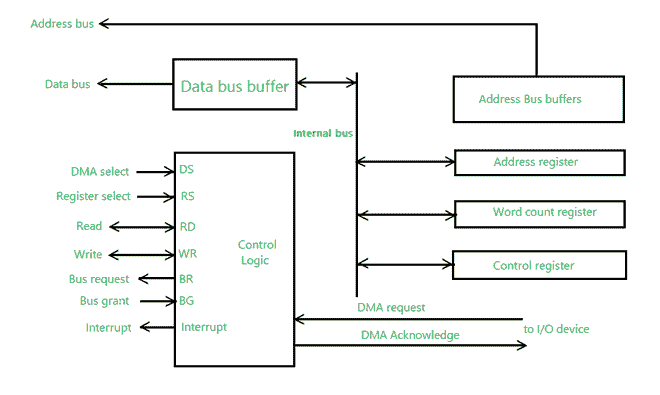 Address bus
Data bus
Data bus buffer
Address Bus buffers
Internal bus
DMA select
DS
Address register
Register select
RS
Word count register
Read
RD
Write
WR
Control
Logic
Control register
Bus request
BR
Bus grant
BG
DMA request
Interrupt
Interrupt
DMA Acknowledge
to I/O device